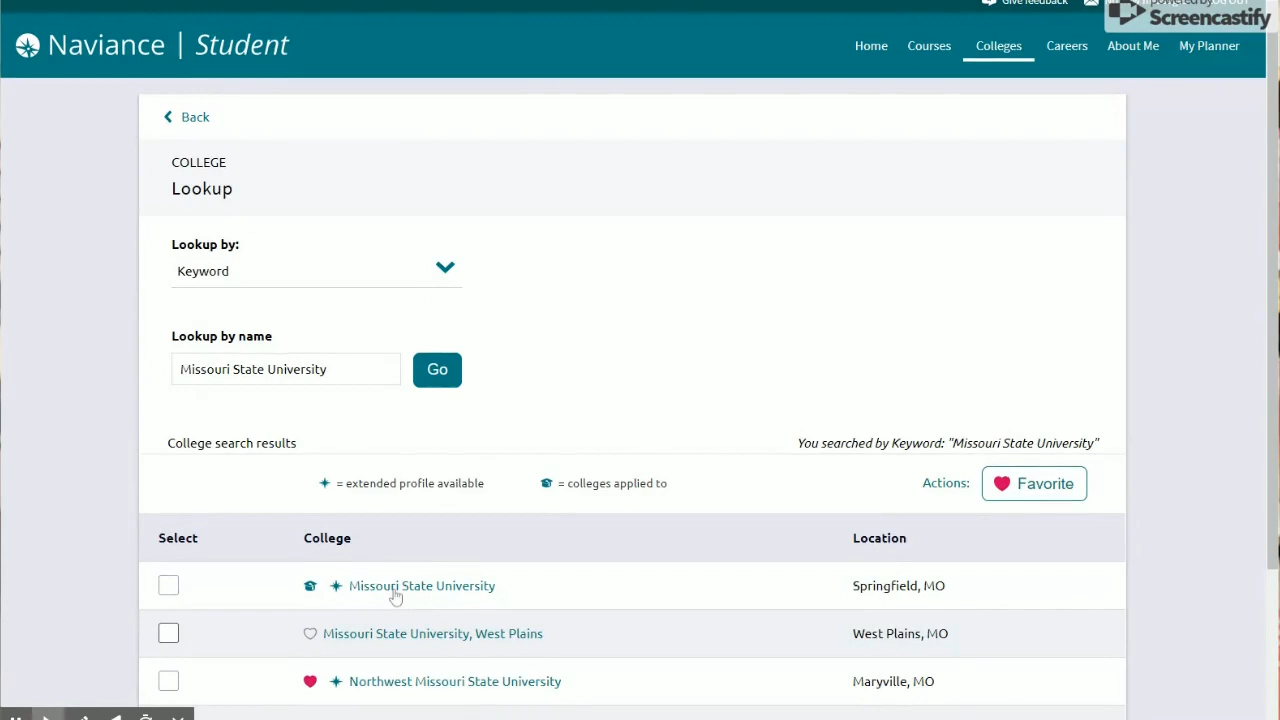 Give feedback
powered by
Screencastify
Naviance | Student
Home Courses Colleges Careers About Me My Planner
Back
COLLEGE
Lookup
Lookup by:
Keyword
Lookup by name
Missouri State University Go
College search results You searched by Keyword: "Missouri State University"
= extended profile available = colleges applied to Actions: Favorite
Select College Location
Missouri State University Springfield, MO
Missouri State University, West Plains West Plains, MO
Northwest Missouri State University Maryville, MO